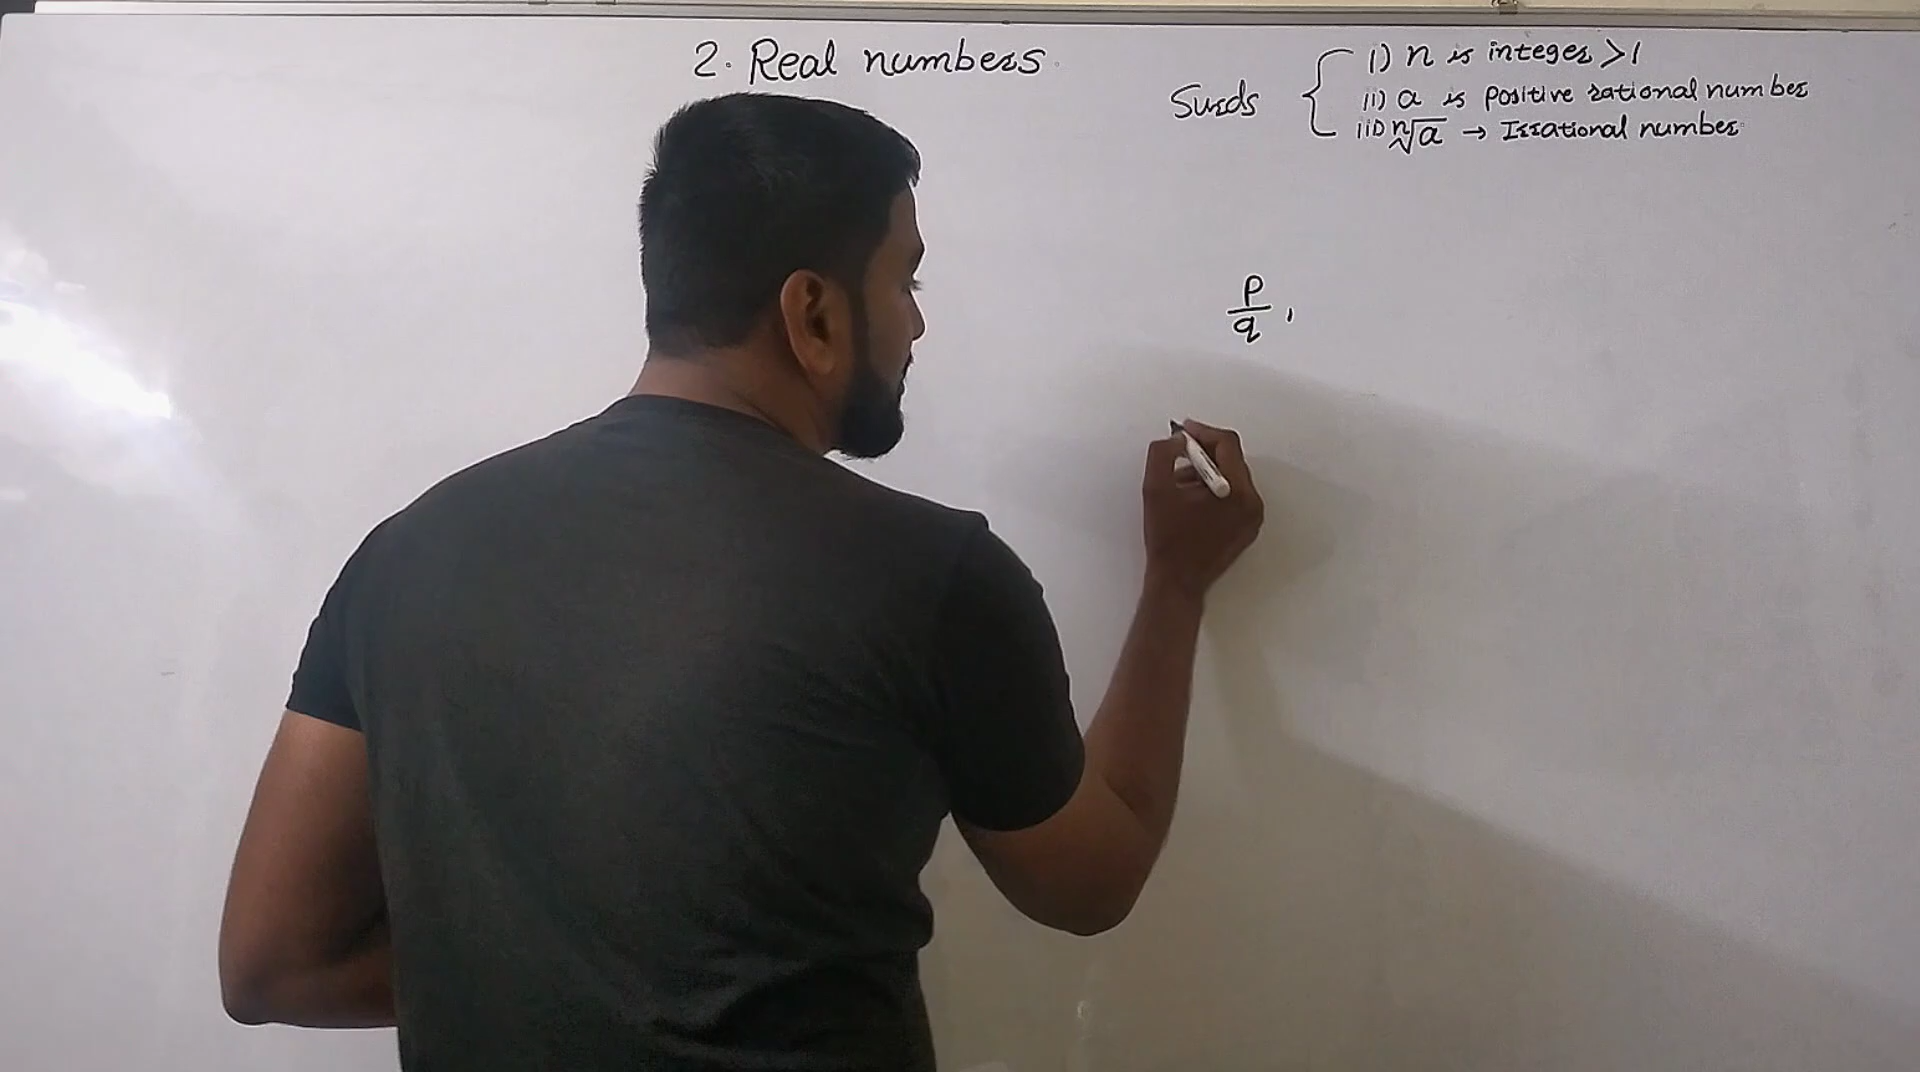 2. Real numbers
Surds
i) n is integer >1
ii) a is positive rational number
iii) ⁿ√a → Irrational number
p/q ,